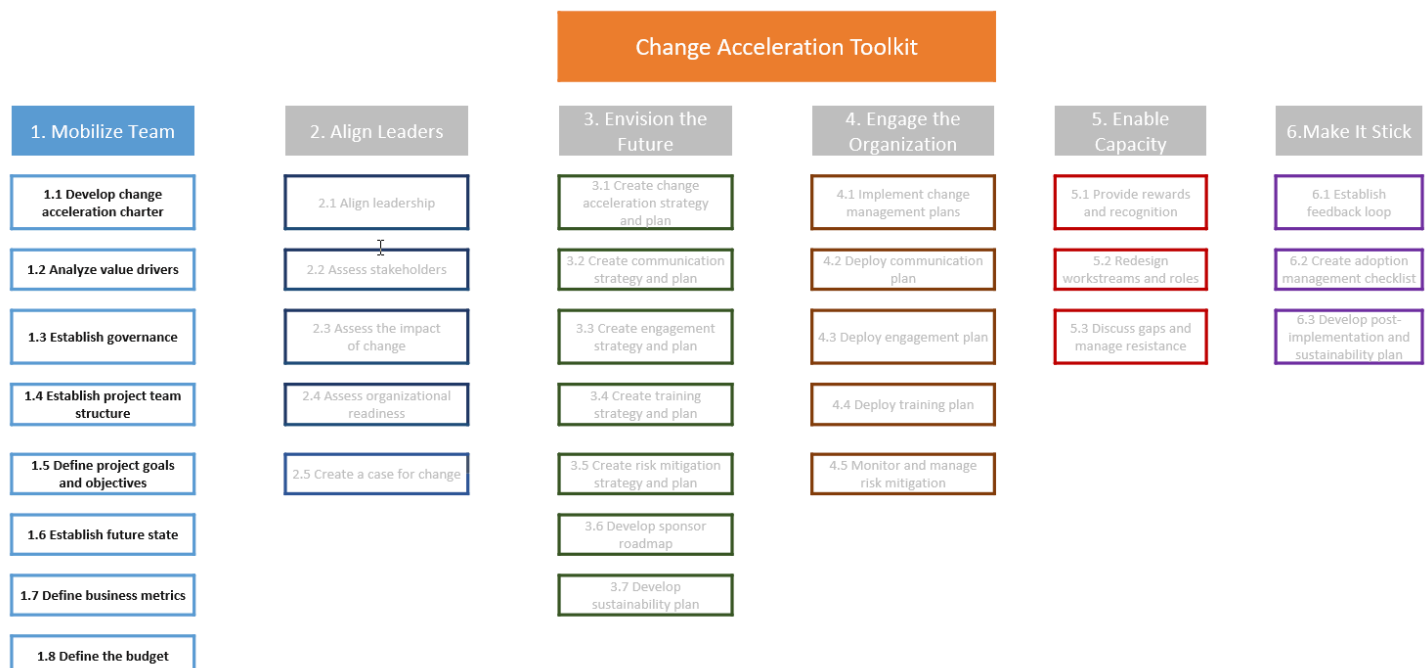 Change Acceleration Toolkit
1. Mobilize Team
1.1 Develop change
acceleration charter
1.2 Analyze value drivers
1.3 Establish governance
1.4 Establish project team
structure
1.5 Define project goals
and objectives
1.6 Establish future state
1.7 Define business metrics
1.8 Define the budget
2. Align Leaders
2.1 Align leadership
2.2 Assess stakeholders
2.3 Assess the impact
of change
2.4 Assess organizational
readiness
2.5 Create a case for change
3. Envision the
Future
3.1 Create change
acceleration strategy
and plan
3.2 Create communication
strategy and plan
3.3 Create engagement
strategy and plan
3.4 Create training
strategy and plan
3.5 Create risk mitigation
strategy and plan
3.6 Develop sponsor
roadmap
3.7 Develop
sustainability plan
4. Engage the
Organization
4.1 Implement change
management plans
4.2 Deploy communication
plan
4.3 Deploy engagement plan
4.4 Deploy training plan
4.5 Monitor and manage
risk mitigation
5. Enable
Capacity
5.1 Provide rewards
and recognition
5.2 Redesign
workstreams and roles
5.3 Discuss gaps and
manage resistance
6.Make It Stick
6.1 Establish
feedback loop
6.2 Create adoption
management checklist
6.3 Develop post-
implementation and
sustainability plan